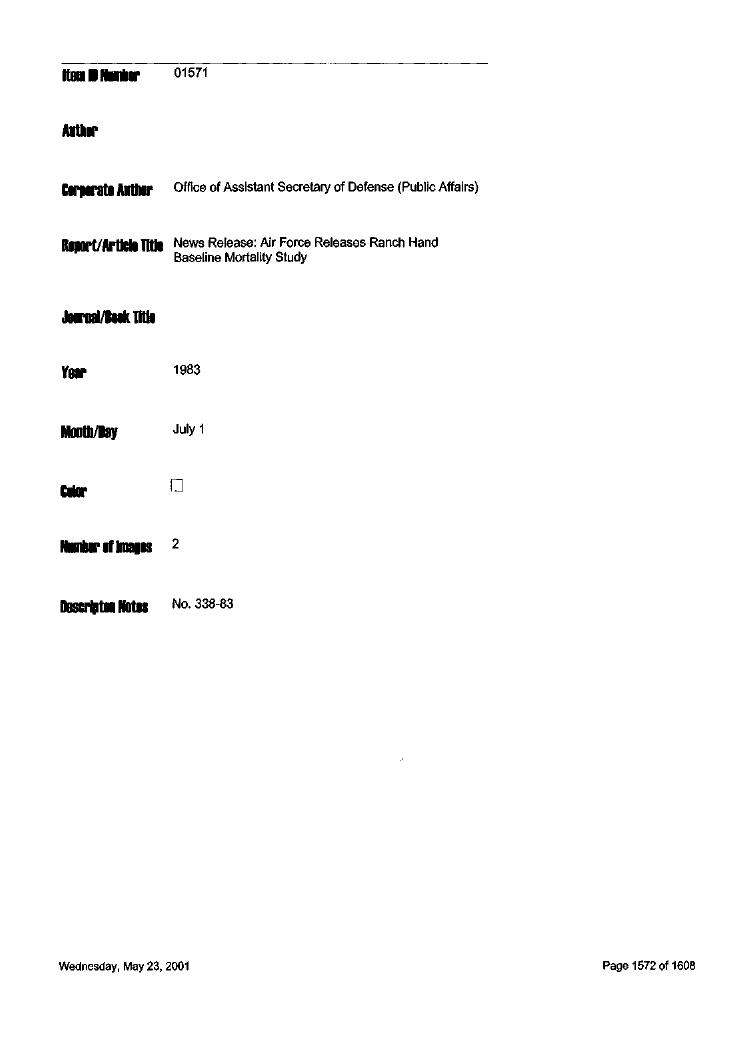 Item ID Number 01571
Author
Corporate Author Office of Assistant Secretary of Defense (Public Affairs)
Report/Article Title News Release: Air Force Releases Ranch Hand
Baseline Mortality Study
Journal/Book Title
Year 1983
Month/Day July 1
Color
Number of Images 2
Descripton Notes No. 338-83
Wednesday, May 23, 2001 Page 1572 of 1608